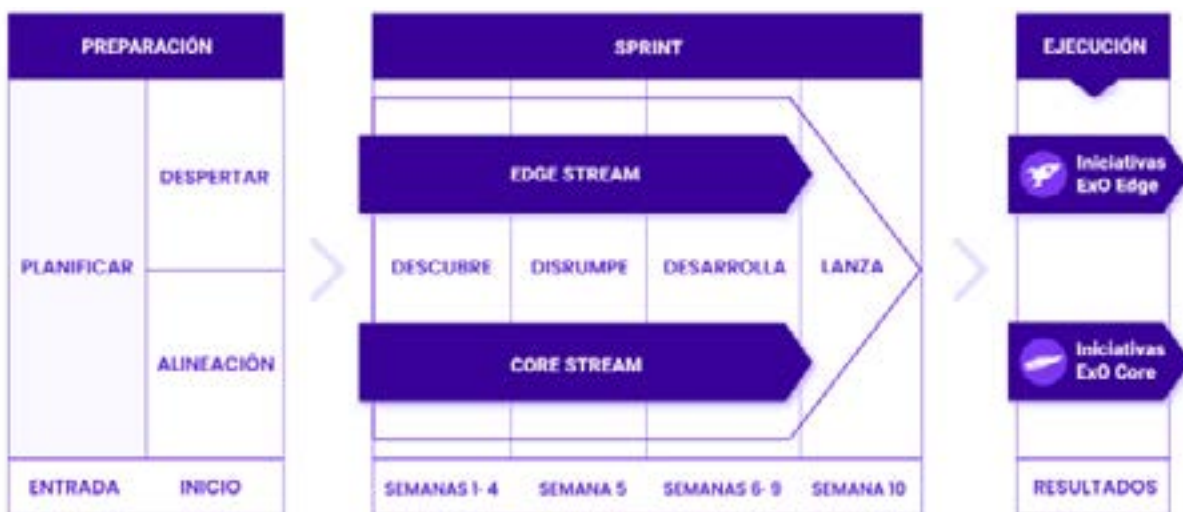 PREPARACIÓN
SPRINT
EJECUCIÓN
DESPERTAR
EDGE STREAM
Iniciativas
ExO Edge
PLANIFICAR
DESCUBRE
DISRUMPE
DESARROLLA
LANZA
ALINEACIÓN
CORE STREAM
Iniciativas
ExO Core
ENTRADA
INICIO
SEMANAS 1- 4
SEMANA 5
SEMANAS 6- 9
SEMANA 10
RESULTADOS